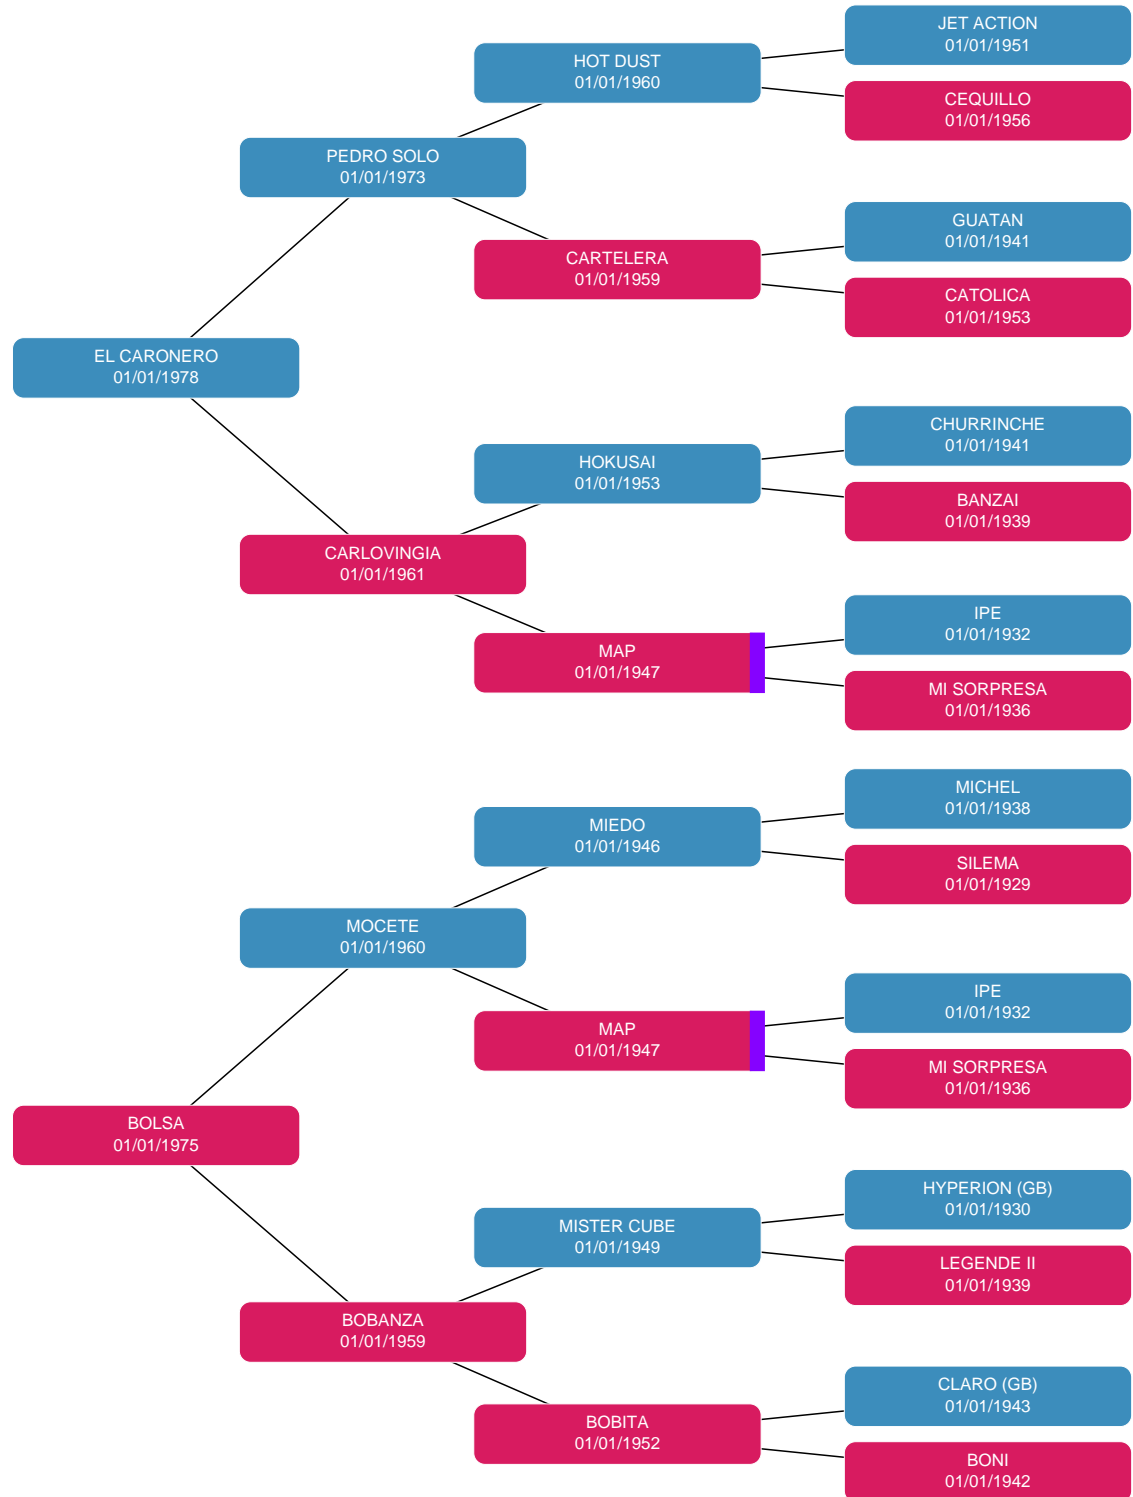 JET ACTION
01/01/1951
HOT DUST
01/01/1960
CEQUILLO
01/01/1956
PEDRO SOLO
01/01/1973
GUATAN
01/01/1941
CARTELERA
01/01/1959
CATOLICA
01/01/1953
EL CARONERO
01/01/1978
CHURRINCHE
01/01/1941
HOKUSAI
01/01/1953
BANZAI
01/01/1939
CARLOVINGIA
01/01/1961
IPE
01/01/1932
MAP
01/01/1947
MI SORPRESA
01/01/1936
MICHEL
01/01/1938
MIEDO
01/01/1946
SILEMA
01/01/1929
MOCETE
01/01/1960
IPE
01/01/1932
MAP
01/01/1947
MI SORPRESA
01/01/1936
BOLSA
01/01/1975
HYPERION (GB)
01/01/1930
MISTER CUBE
01/01/1949
LEGENDE II
01/01/1939
BOBANZA
01/01/1959
CLARO (GB)
01/01/1943
BOBITA
01/01/1952
BONI
01/01/1942